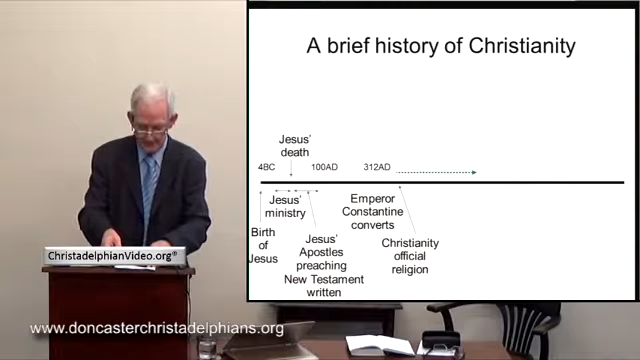 A brief history of Christianity
Jesus'
death
4BC
100AD
312AD
Jesus'
ministry
Birth
of
Jesus
Jesus'
Apostles
preaching
New Testament
written
Emperor
Constantine
converts
Christianity
official
religion
ChristadelphianVideo.org®
www.doncasterchristadelphians.org